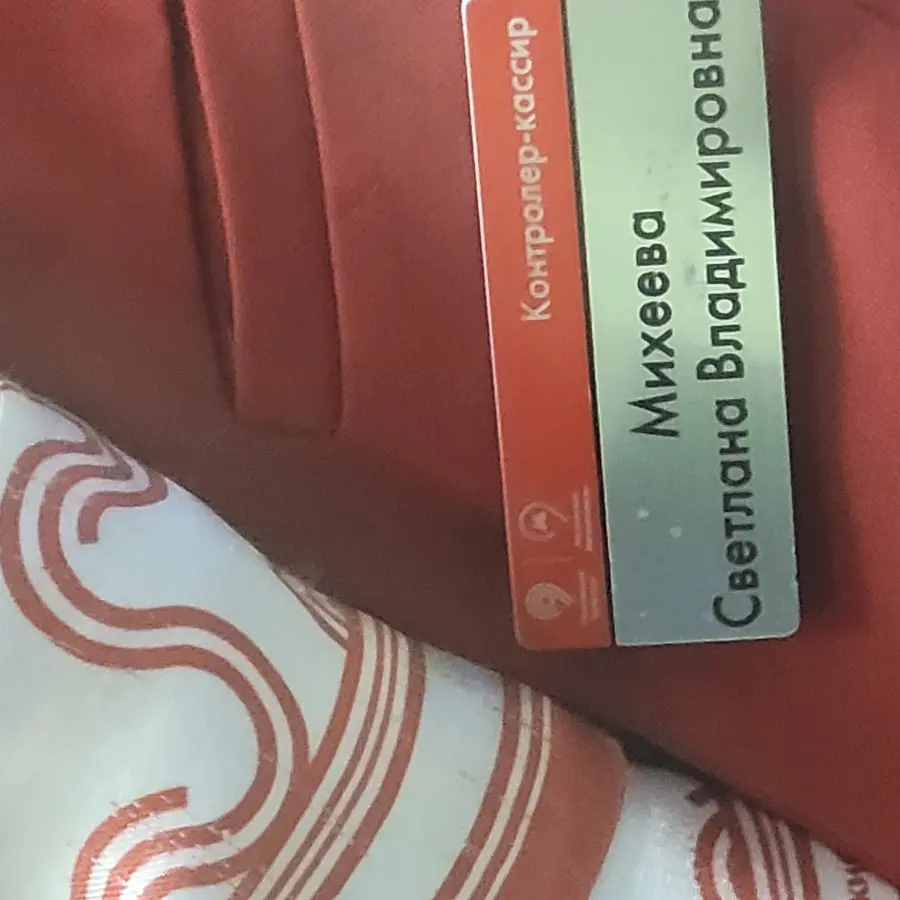 Контролер-кассир
Михеева
Светлана Владимировна